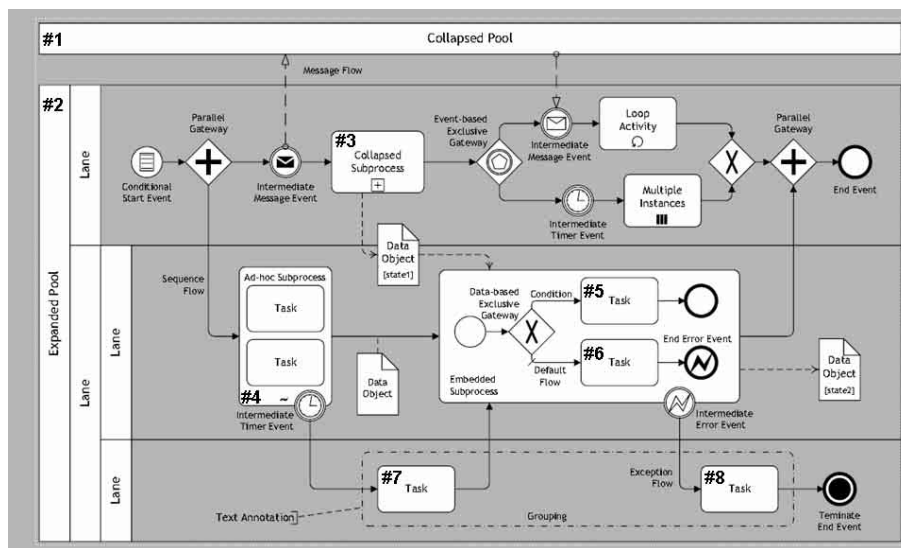 #1
Collapsed Pool
Message Flow
#2
Expanded Pool
Lane
Parallel
Gateway
Conditional
Start Event
Intermediate
Message Event
#3
Collapsed
Subprocess
Event-based
Exclusive
Gateway
Intermediate
Message Event
Loop
Activity
Intermediate
Timer Event
Multiple
Instances
X
Parallel
Gateway
End Event
Lane
Lane
Sequence
Flow
Ad-hoc Subprocess
Task
Task
#4
~
Intermediate
Timer Event
Data
Object
[state1]
Data
Object
Data-based
Exclusive
Gateway
X
Condition
#5
Task
Default
Flow
#6
Task
End Error Event
Embedded
Subprocess
Intermediate
Error Event
Data
Object
[state2]
Lane
#7
Task
Exception
Flow
#8
Task
Text Annotation
Grouping
Teminate
End Event